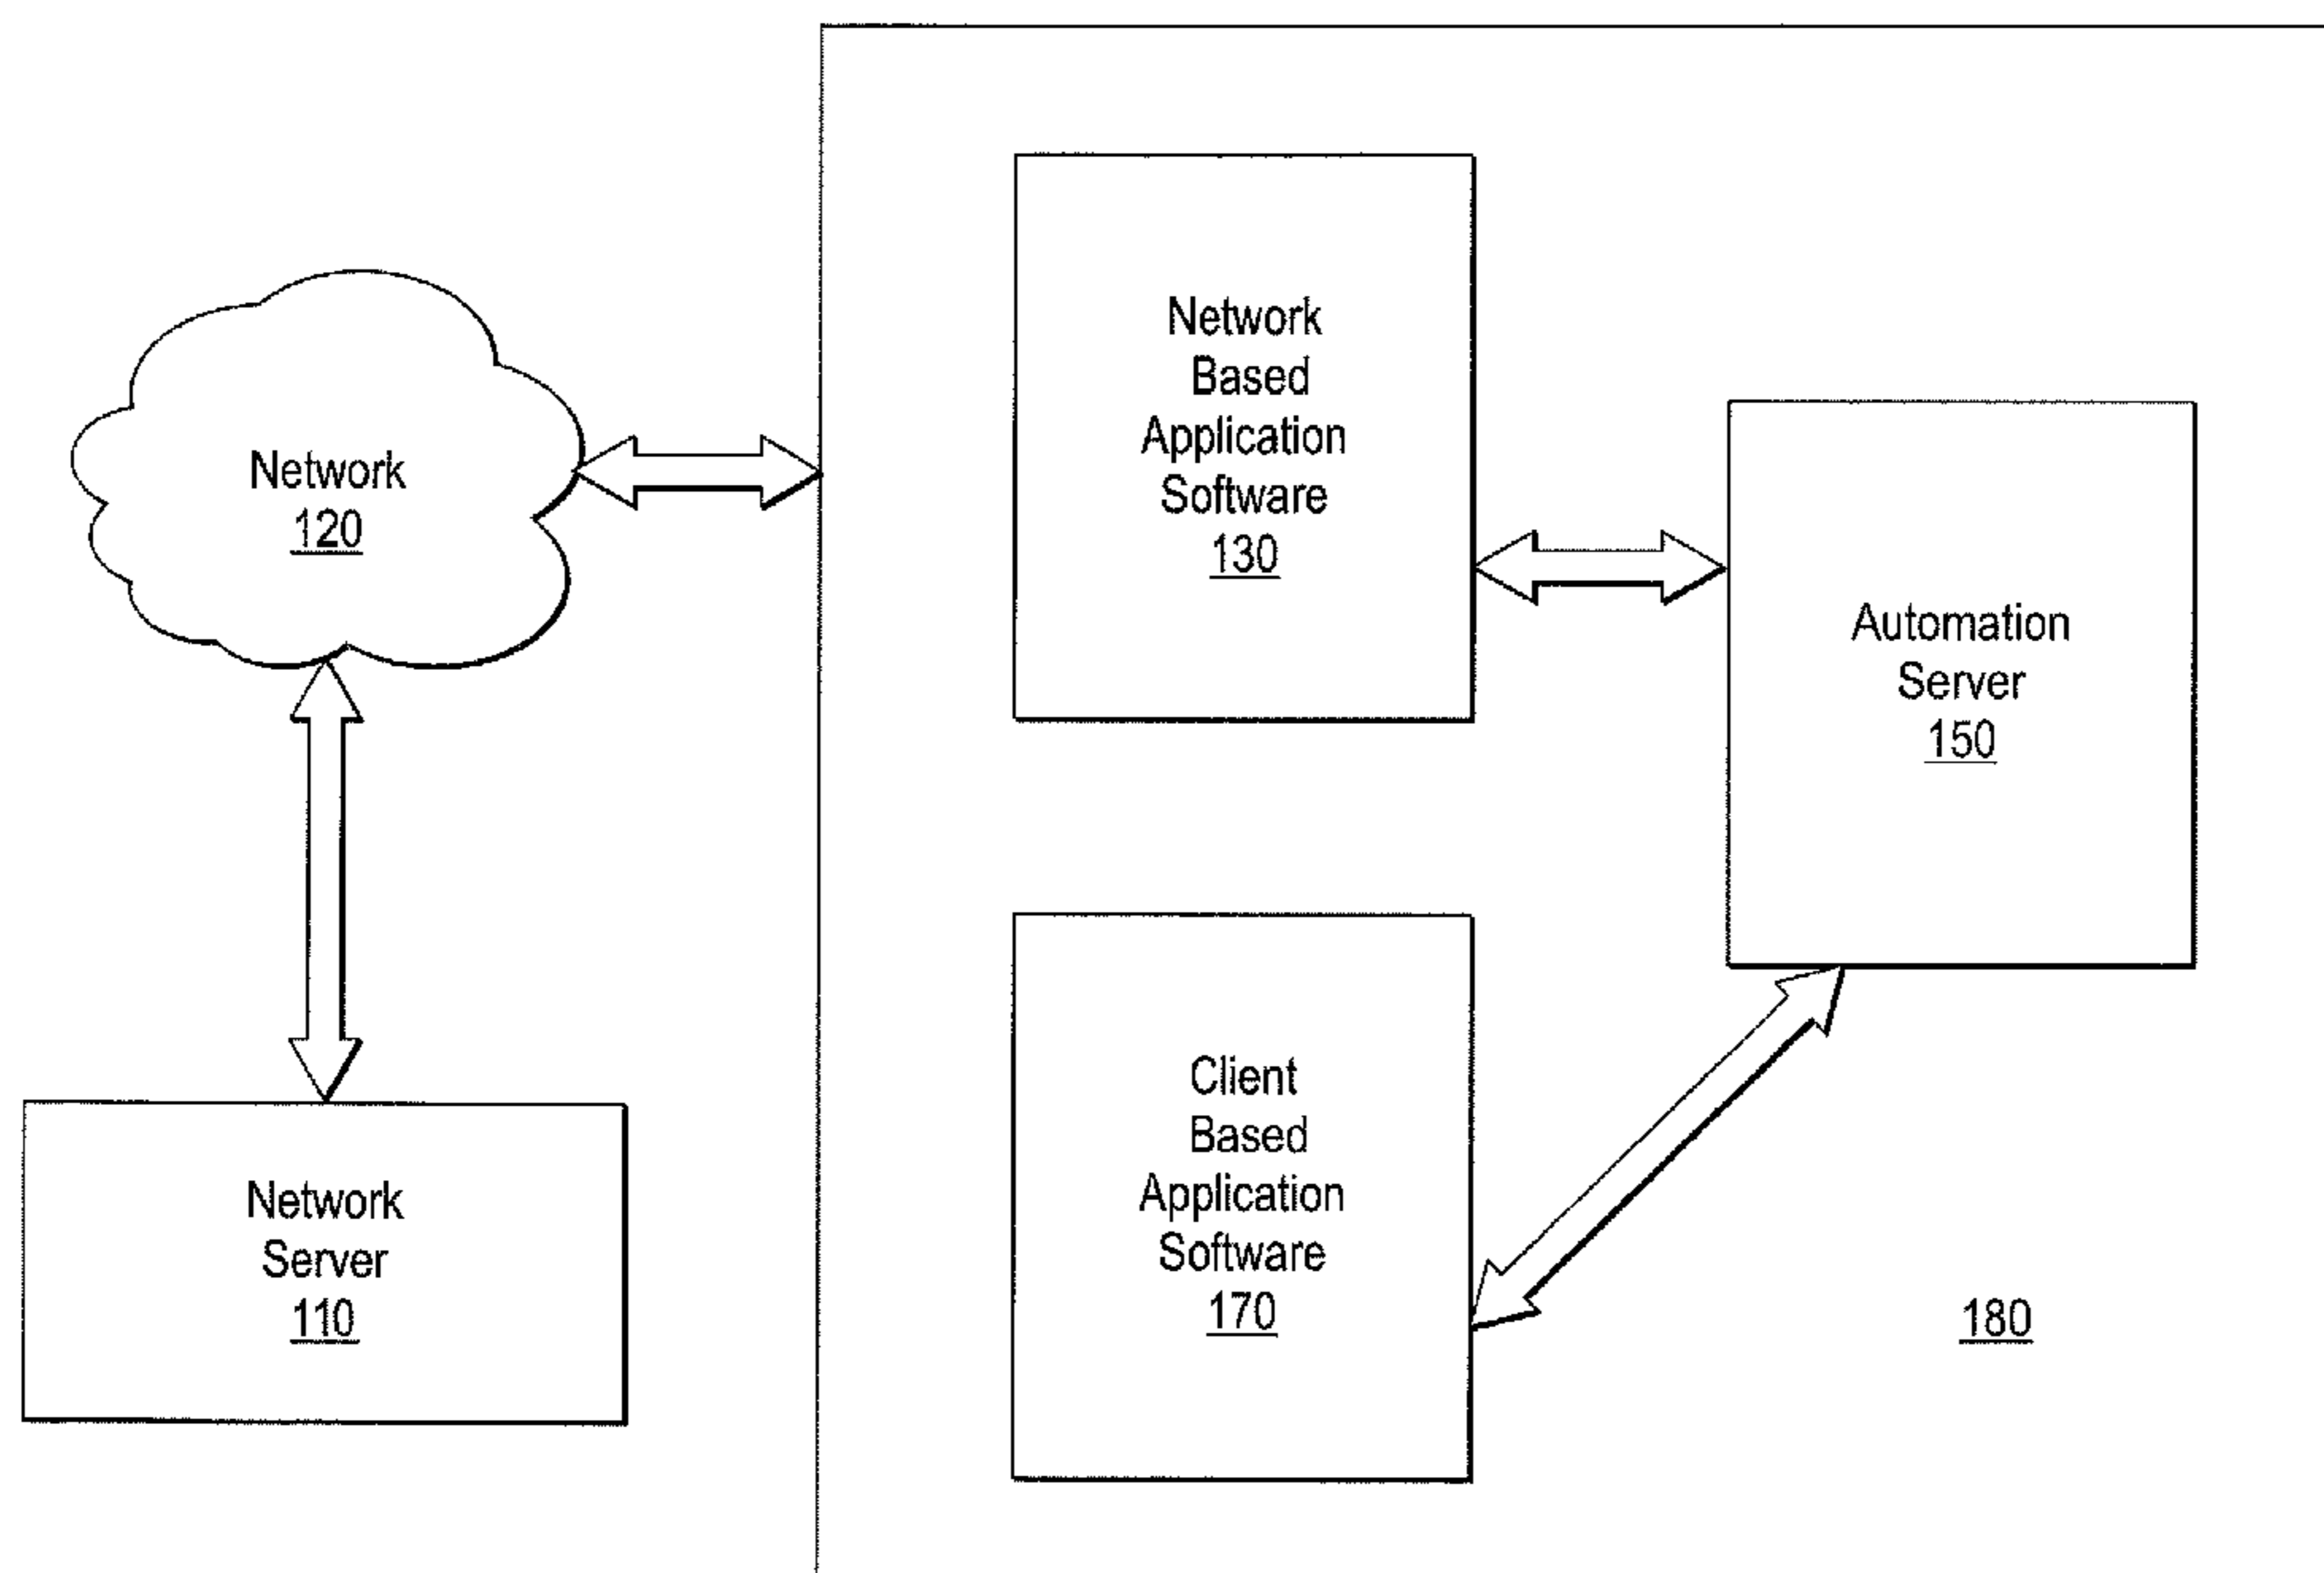 Network
120
Network
Server
110
Network
Based
Application
Software
130
Automation
Server
150
Client
Based
Application
Software
170
180